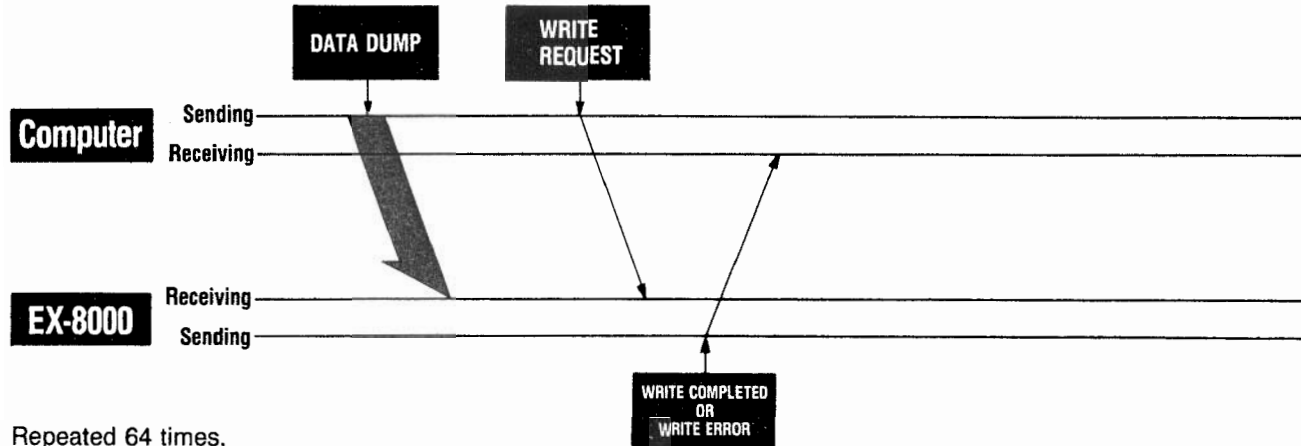 DATA DUMP
WRITE
REQUEST
Computer
Sending
Receiving
EX-8000
Receiving
Sending
WRITE COMPLETED
OR
WRITE ERROR
Repeated 64 times.